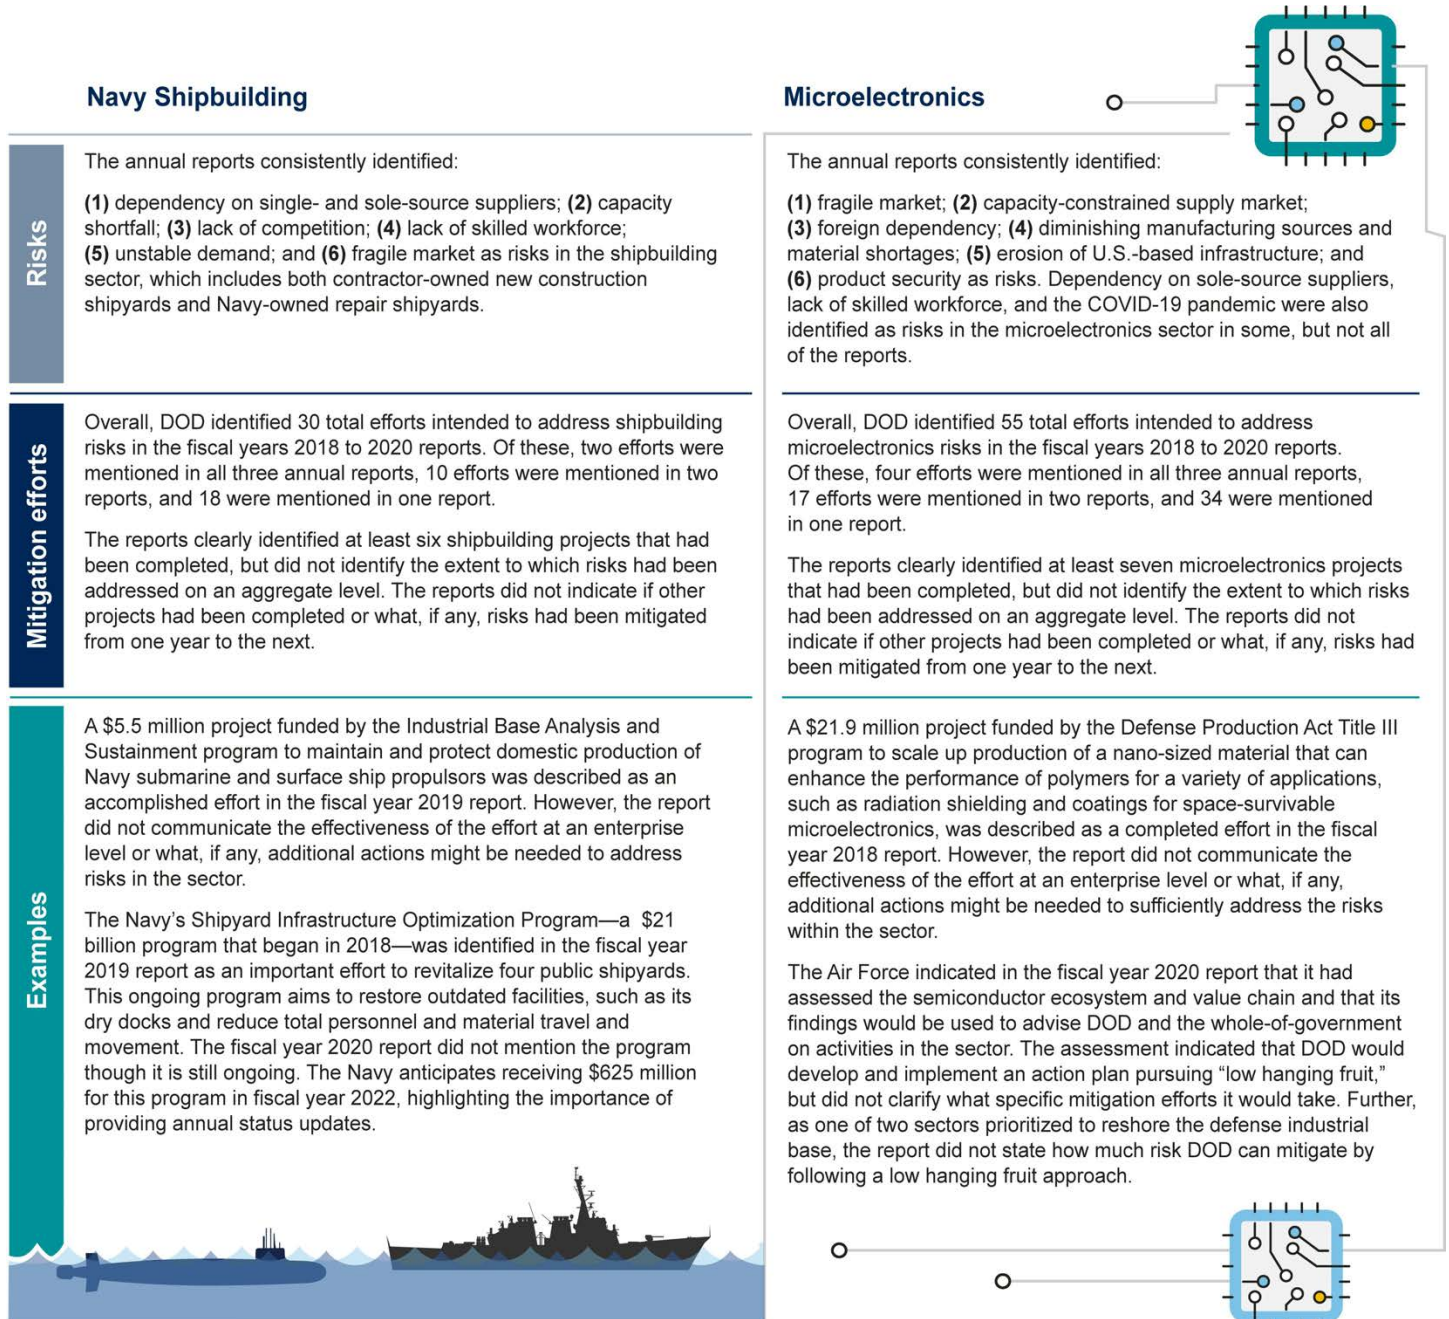 Navy Shipbuilding
Risks
The annual reports consistently identified:
(1) dependency on single- and sole-source suppliers; (2) capacity
shortfall; (3) lack of competition; (4) lack of skilled workforce;
(5) unstable demand; and (6) fragile market as risks in the shipbuilding
sector, which includes both contractor-owned new construction
shipyards and Navy-owned repair shipyards.
Mitigation efforts
Overall, DOD identified 30 total efforts intended to address shipbuilding
risks in the fiscal years 2018 to 2020 reports. Of these, two efforts were
mentioned in all three annual reports, 10 efforts were mentioned in two
reports, and 18 were mentioned in one report.
The reports clearly identified at least six shipbuilding projects that had
been completed, but did not identify the extent to which risks had been
addressed on an aggregate level. The reports did not indicate if other
projects had been completed or what, if any, risks had been mitigated
from one year to the next.
Examples
A $5.5 million project funded by the Industrial Base Analysis and
Sustainment program to maintain and protect domestic production of
Navy submarine and surface ship propulsors was described as an
accomplished effort in the fiscal year 2019 report. However, the report
did not communicate the effectiveness of the effort at an enterprise
level or what, if any, additional actions might be needed to address
risks in the sector.
The Navy’s Shipyard Infrastructure Optimization Program—a $21
billion program that began in 2018—was identified in the fiscal year
2019 report as an important effort to revitalize four public shipyards.
This ongoing program aims to restore outdated facilities, such as its
dry docks and reduce total personnel and material travel and
movement. The fiscal year 2020 report did not mention the program
though it is still ongoing. The Navy anticipates receiving $625 million
for this program in fiscal year 2022, highlighting the importance of
providing annual status updates.
Microelectronics
The annual reports consistently identified:
(1) fragile market; (2) capacity-constrained supply market;
(3) foreign dependency; (4) diminishing manufacturing sources and
material shortages; (5) erosion of U.S.-based infrastructure; and
(6) product security as risks. Dependency on sole-source suppliers,
lack of skilled workforce, and the COVID-19 pandemic were also
identified as risks in the microelectronics sector in some, but not all
of the reports.
Overall, DOD identified 55 total efforts intended to address
microelectronics risks in the fiscal years 2018 to 2020 reports.
Of these, four efforts were mentioned in all three annual reports,
17 efforts were mentioned in two reports, and 34 were mentioned
in one report.
The reports clearly identified at least seven microelectronics projects
that had been completed, but did not identify the extent to which risks
had been addressed on an aggregate level. The reports did not
indicate if other projects had been completed or what, if any, risks had
been mitigated from one year to the next.
A $21.9 million project funded by the Defense Production Act Title III
program to scale up production of a nano-sized material that can
enhance the performance of polymers for a variety of applications,
such as radiation shielding and coatings for space-survivable
microelectronics, was described as a completed effort in the fiscal
year 2018 report. However, the report did not communicate the
effectiveness of the effort at an enterprise level or what, if any,
additional actions might be needed to sufficiently address the risks
within the sector.
The Air Force indicated in the fiscal year 2020 report that it had
assessed the semiconductor ecosystem and value chain and that its
findings would be used to advise DOD and the whole-of-government
on activities in the sector. The assessment indicated that DOD would
develop and implement an action plan pursuing “low hanging fruit,”
but did not clarify what specific mitigation efforts it would take. Further,
as one of two sectors prioritized to reshore the defense industrial
base, the report did not state how much risk DOD can mitigate by
following a low hanging fruit approach.